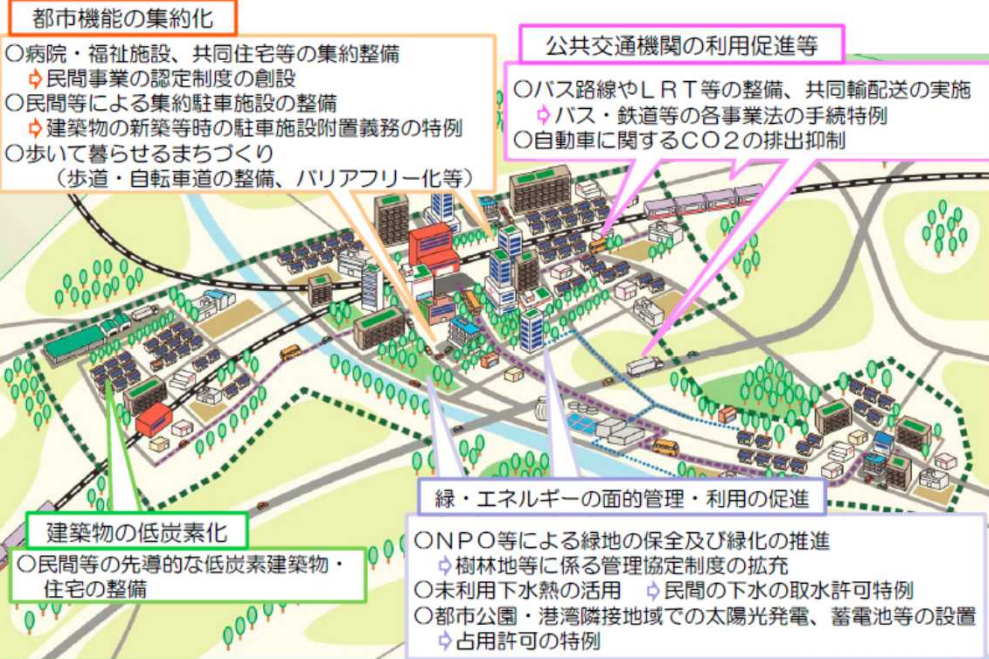 都市機能の集約化
○病院・福祉施設、共同住宅等の集約整備
⇨民間事業の認定制度の創設
○民間等による集約駐車施設の整備
⇨建築物の新築等時の駐車施設附置義務の特例
○歩いて暮らせるまちづくり
（歩道・自転車道の整備、バリアフリー化等）
公共交通機関の利用促進等
○バス路線やLRT等の整備、共同輸配送の実施
⇨バス・鉄道等の各事業法の手続特例
○自動車に関するCO2の排出抑制
建築物の低炭素化
○民間等の先導的な低炭素建築物・
住宅の整備
緑・エネルギーの面的管理・利用の促進
○NPO等による緑地の保全及び緑化の推進
⇨樹林地等に係る管理協定制度の拡充
○未利用下水熱の活用　⇨民間の下水の取水許可特例
○都市公園・港湾隣接地域での太陽光発電、蓄電池等の設置
⇨占用許可の特例